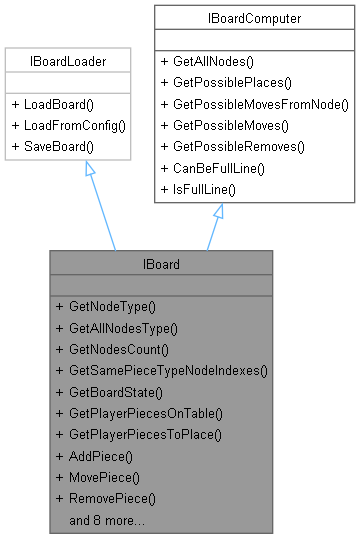 IBoardLoader
+ LoadBoard()
+ LoadFromConfig()
+ SaveBoard()
IBoardComputer
+ GetAllNodes()
+ GetPossiblePlaces()
+ GetPossibleMovesFromNode()
+ GetPossibleMoves()
+ GetPossibleRemoves()
+ CanBeFullLine()
+ IsFullLine()
IBoard
+ GetNodeType()
+ GetAllNodesType()
+ GetNodesCount()
+ GetSamePieceTypeNodeIndexes()
+ GetBoardState()
+ GetPlayerPiecesOnTable()
+ GetPlayerPiecesToPlace()
+ AddPiece()
+ MovePiece()
+ RemovePiece()
and 8 more...